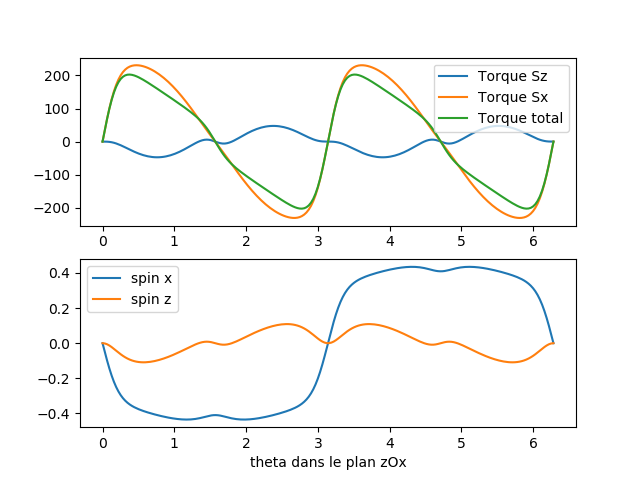 200
100
0
−100
−200
Torque Sz
Torque Sx
Torque total
0 1 2 3 4 5 6
0.4
0.2
0.0
−0.2
−0.4
spin x
spin z
0 1 2 3 4 5 6
theta dans le plan zOx